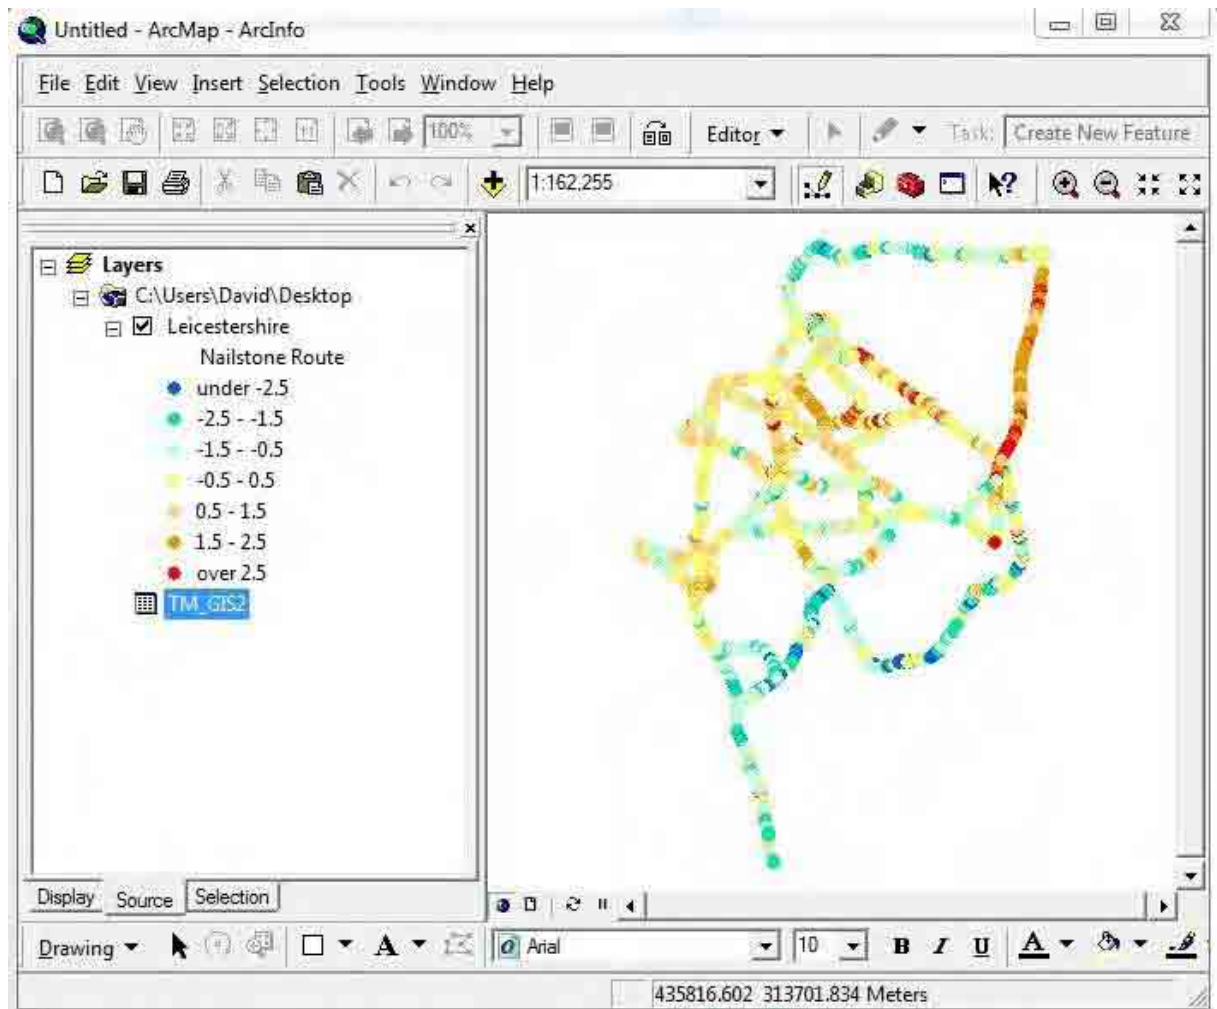 Untitled - ArcMap - ArcInfo
File Edit View Insert Selection Tools Window Help
100% Editor Task: Create New Feature
1:162,255
Layers
C:\Users\David\Desktop
Leicestershire
Nailstone Route
under -2.5
-2.5 - -1.5
-1.5 - -0.5
-0.5 - 0.5
0.5 - 1.5
1.5 - 2.5
over 2.5
TM_GIS2
Display Source Selection
Drawing A Arial 10 B I U A
435816.602 313701.834 Meters